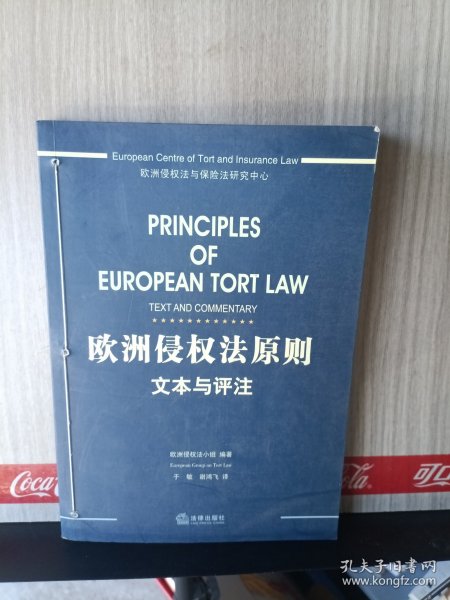 European Centre of Tort and Insurance Law
欧洲侵权法与保险法研究中心
PRINCIPLES
OF
EUROPEAN TORT LAW
TEXT AND COMMENTARY
欧洲侵权法原则
文本与评注
欧洲侵权法小组 编著
European Group on Tort Law
于 敏 谢鸿飞 译
法律出版社
Coca
Cola
可口
孔夫子旧书网
www.kongfz.com